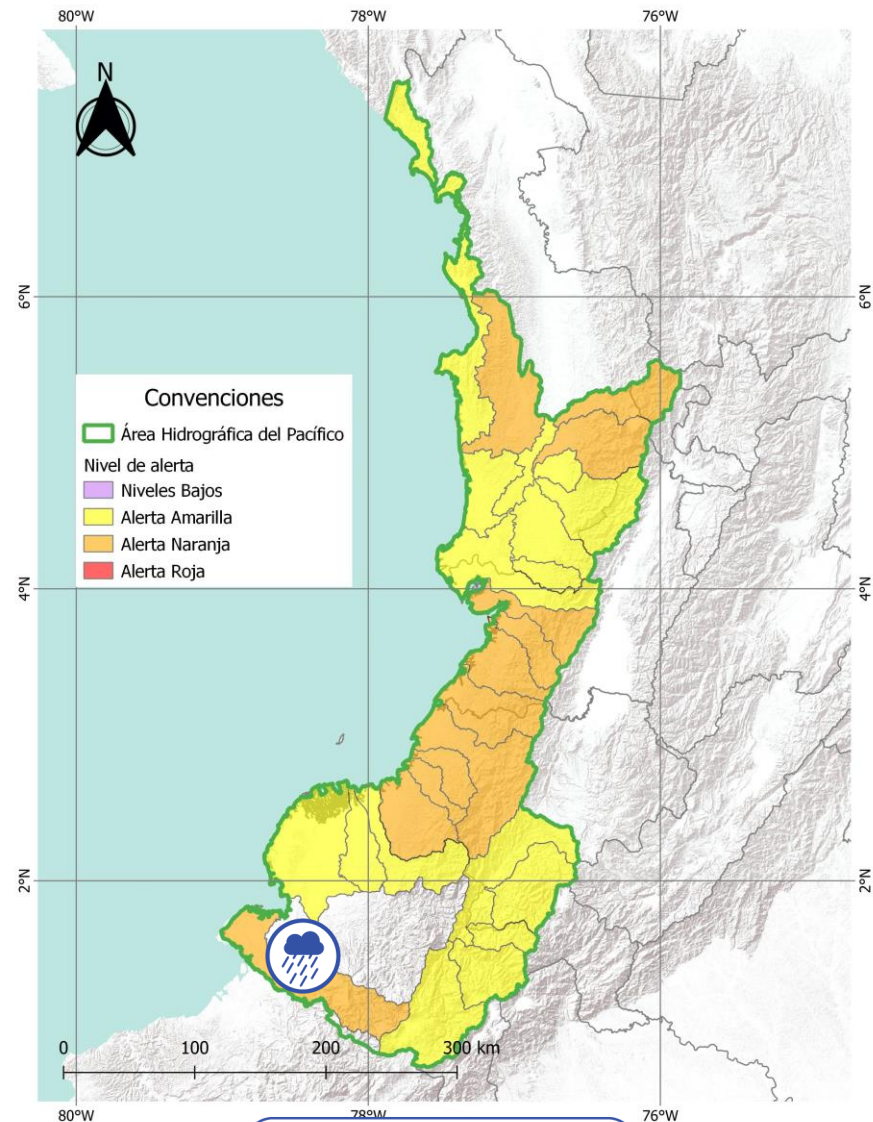 80°W 78°W 76°W
N
6°N 6°N
Convenciones
Área Hidrográfica del Pacífico
Nivel de alerta
Niveles Bajos
Alerta Amarilla
Alerta Naranja
Alerta Roja
4°N 4°N
2°N 2°N
0 100 200 300 km
80°W 78°W 76°W